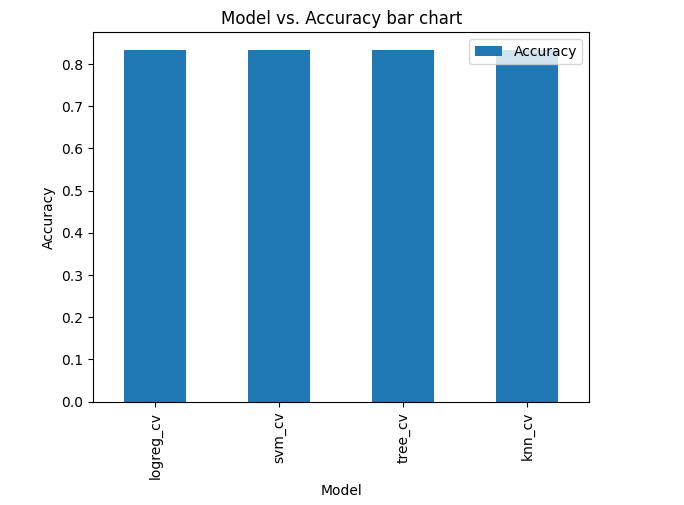 Model vs. Accuracy bar chart
Accuracy
0.8
0.7
0.6
0.5
0.4
0.3
0.2
0.1
0.0
Accuracy
logreg_cv
svm_cv
tree_cv
knn_cv
Model